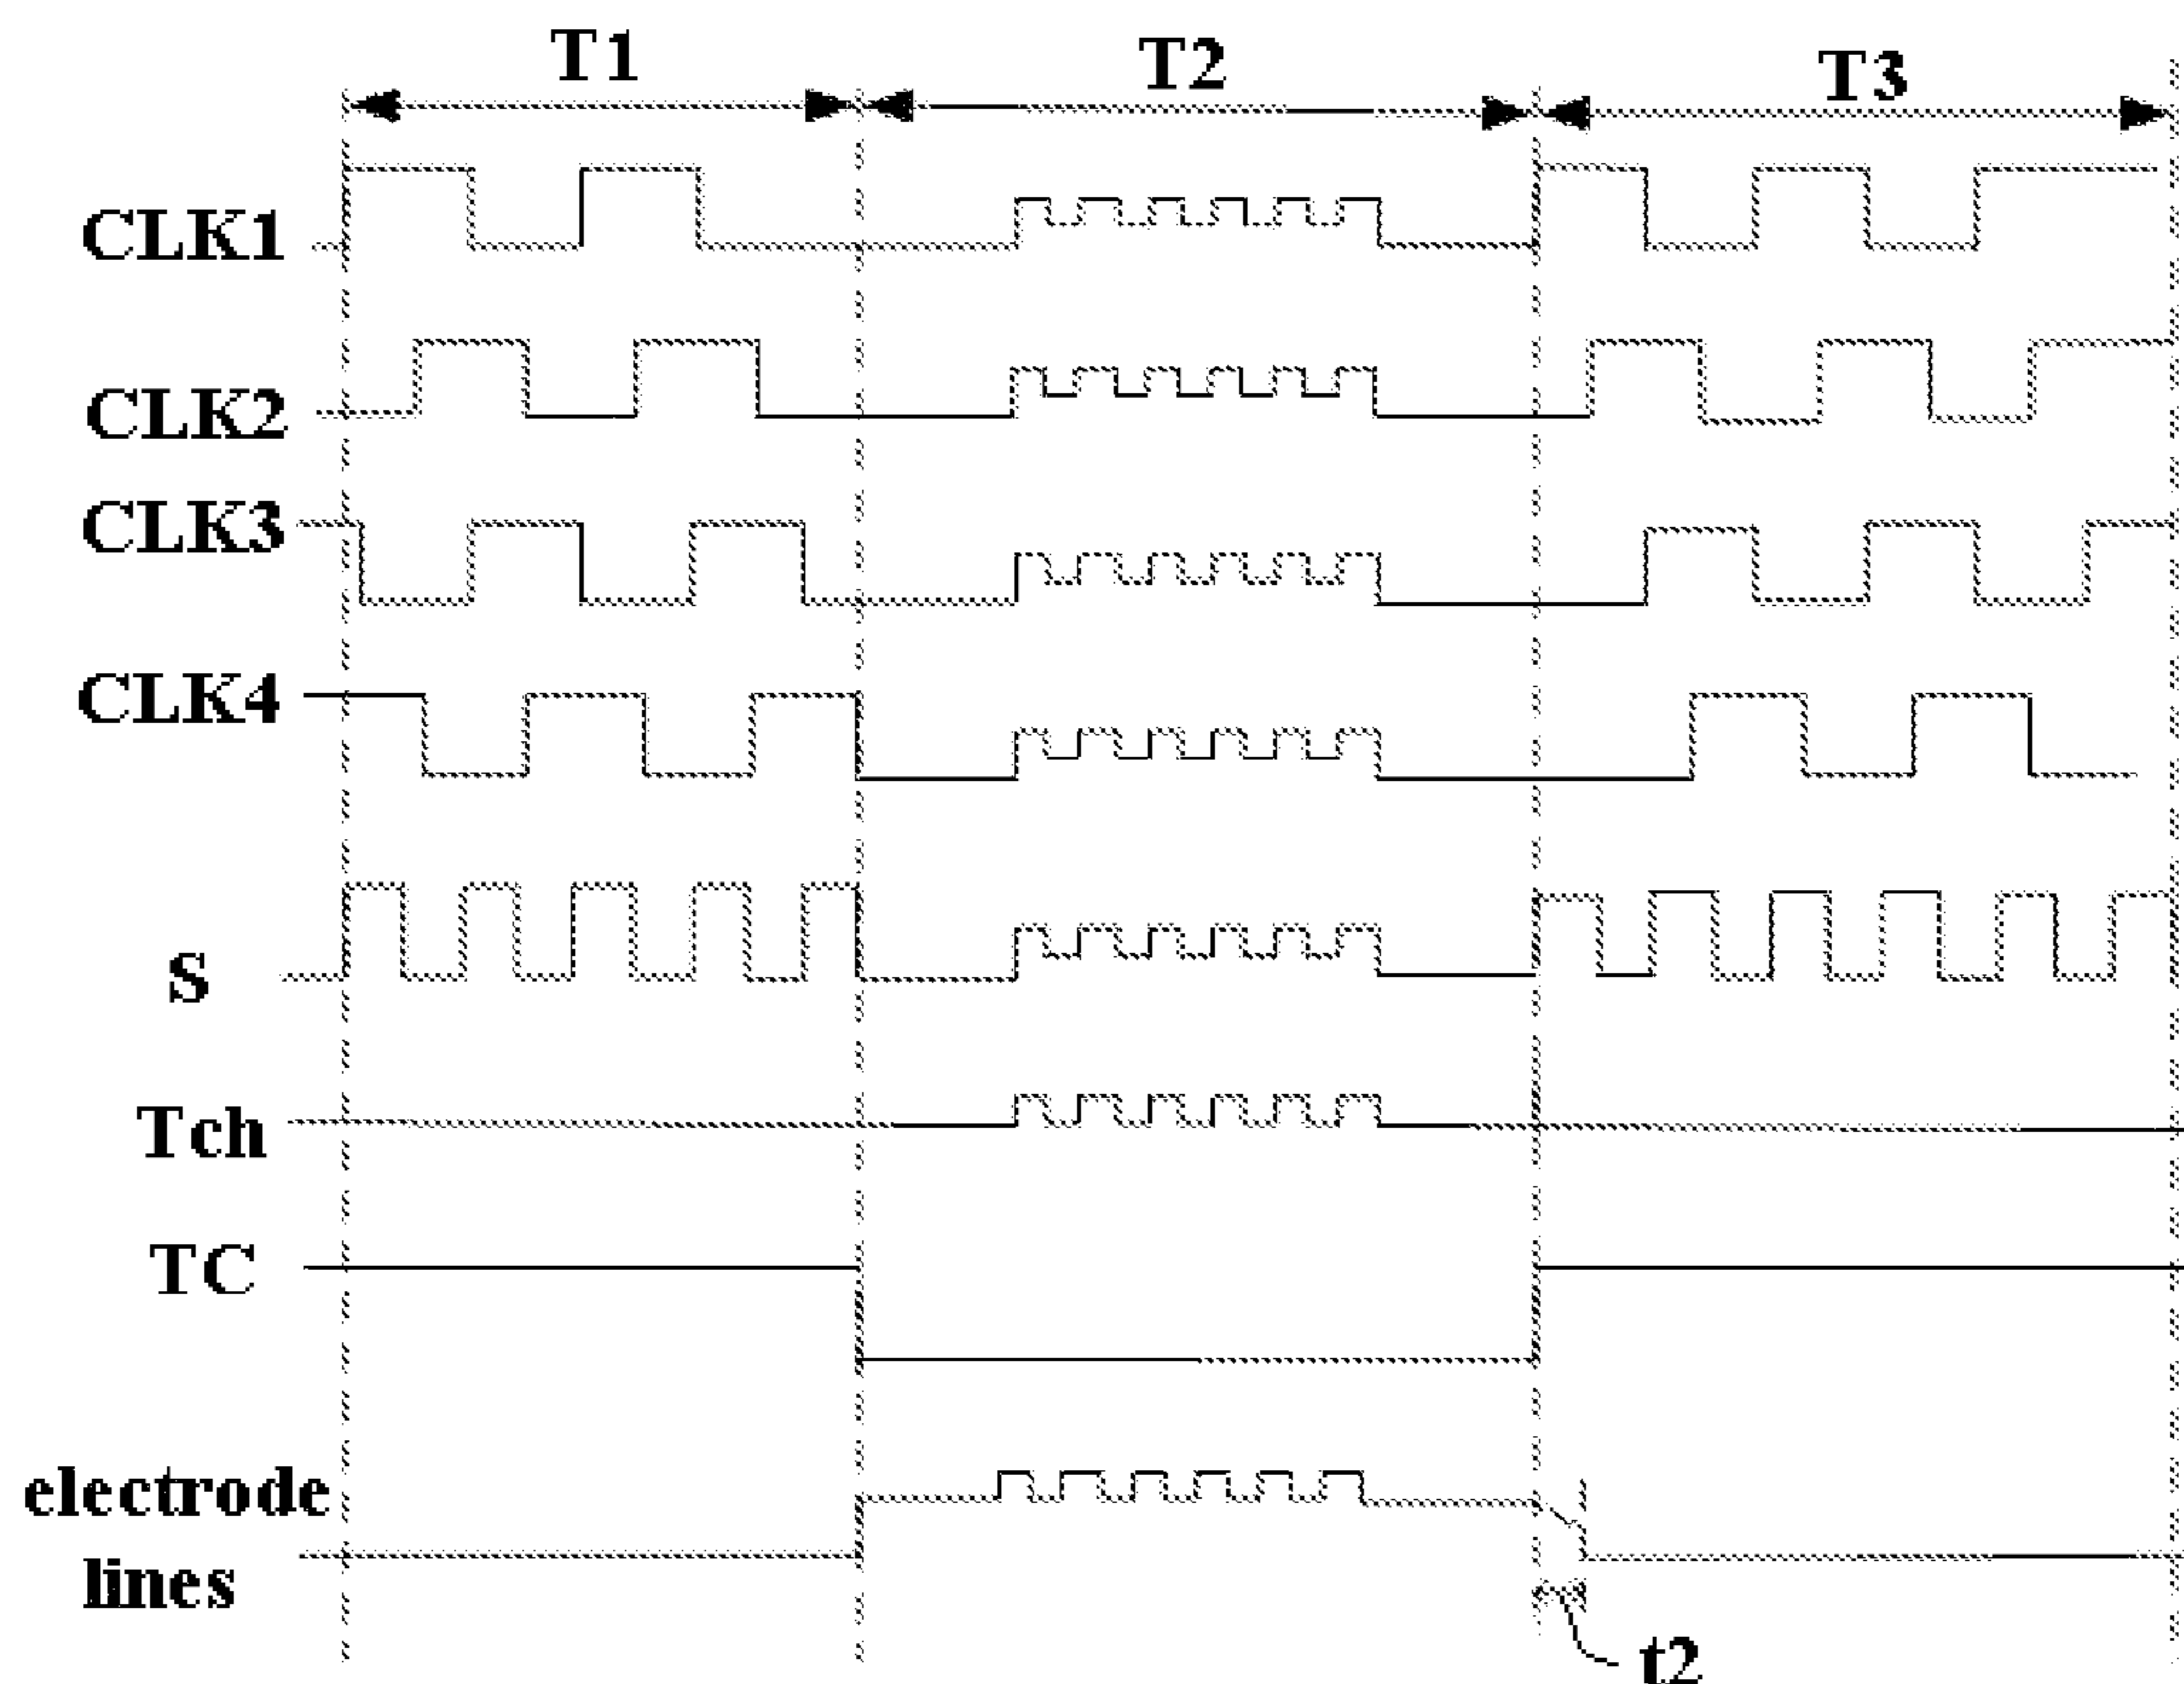 T1
T2
T3
CLK1
CLK2
CLK3
CLK4
S
Tch
TC
electrode
lines
t2